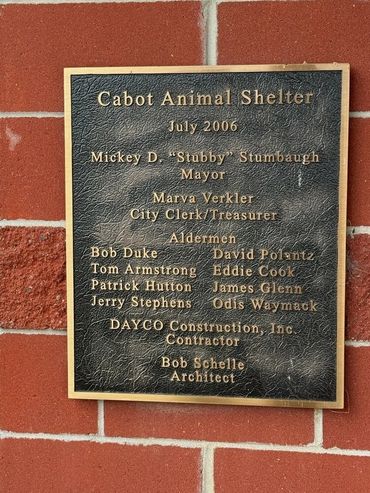 Cabot Animal Shelter
July 2006
Mickey D. "Stubby" Stumbaugh
Mayor
Marva Verkler
City Clerk/Treasurer
Aldermen
Bob Duke David Polantz
Tom Armstrong Eddie Cook
Patrick Hutton James Glenn
Jerry Stephens Odis Waymack
DAYCO Construction, Inc.
Contractor
Bob Schelle
Architect